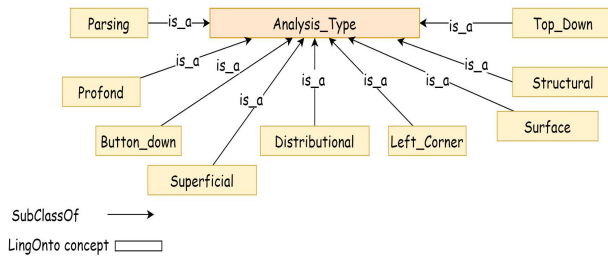 Parsing
is_a
Analysis_Type
is_a
Top_Down
Profond
is_a
is_a
is_a
is_a
is_a
is_a
is_a
Structural
Button_down
Superficial
Distributional
Left_Corner
Surface
SubClassOf
LingOnto concept